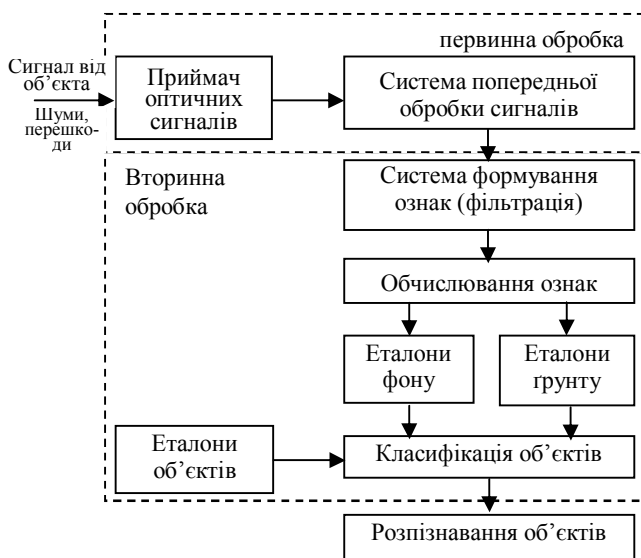 первинна обробка
Сигнал від
об’єкта
Шуми,
перешко-
ди
Приймач
оптичних
сигналів
Система попередньої
обробки сигналів
Вторинна
обробка
Система формування
ознак (фільтрація)
Обчислювання ознак
Еталони
фону
Еталони
ґрунту
Еталони
об’єктів
Класифікація об’єктів
Розпізнавання об’єктів